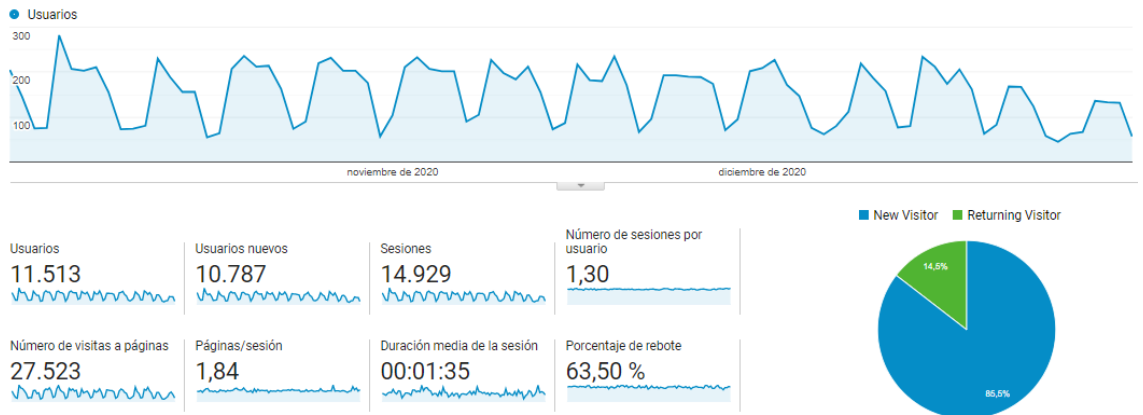 Usuarios
300
200
100
noviembre de 2020
diciembre de 2020
New Visitor
Returning Visitor
Usuarios
11.513
Usuarios nuevos
10.787
Sesiones
14.929
Número de sesiones por
usuario
1,30
Número de visitas a páginas
27.523
Páginas/sesión
1,84
Duración media de la sesión
00:01:35
Porcentaje de rebote
63,50 %
14,5%
85,5%